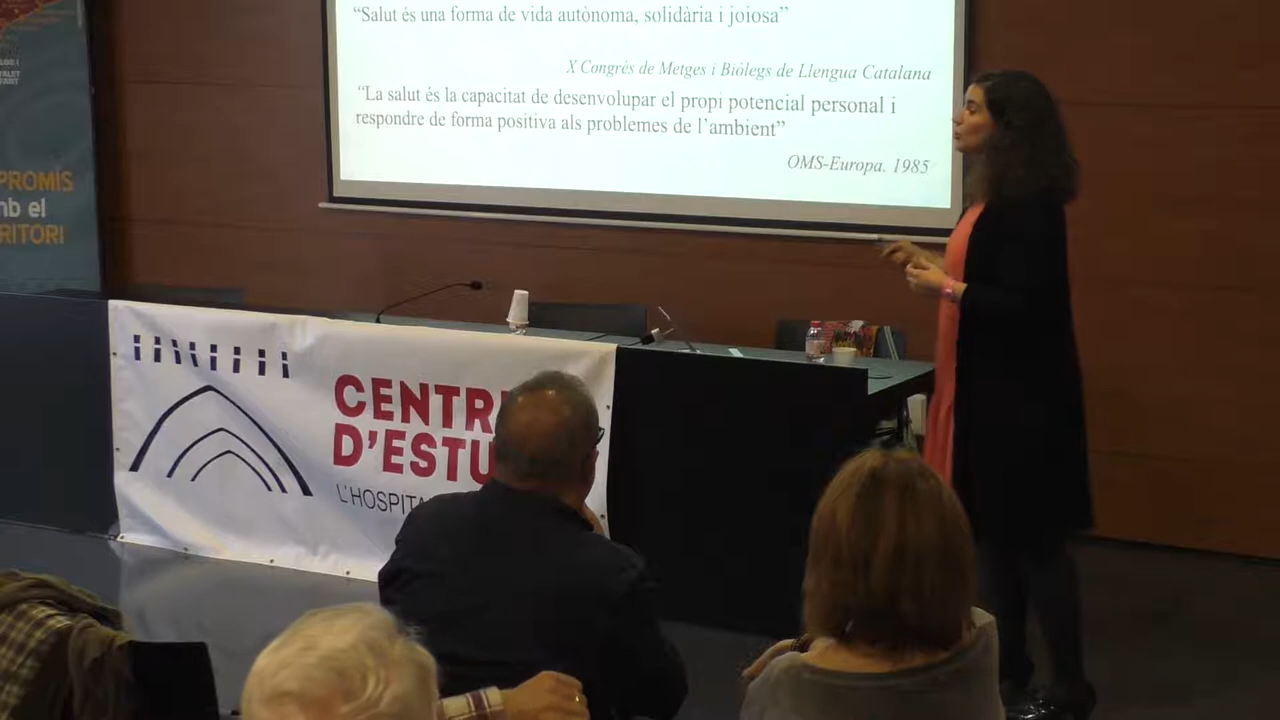 “Salut és una forma de vida autònoma, solidària i joiosa”
X Congrés de Metges i Biòlegs de Llengua Catalana
“La salut és la capacitat de desenvolupar el propi potencial personal i
respondre de forma positiva als problemes de l’ambient”
OMS-Europa. 1985
PROMÍS
mb el
RITORI
CENTR
D’ESTU
L’HOSPITA